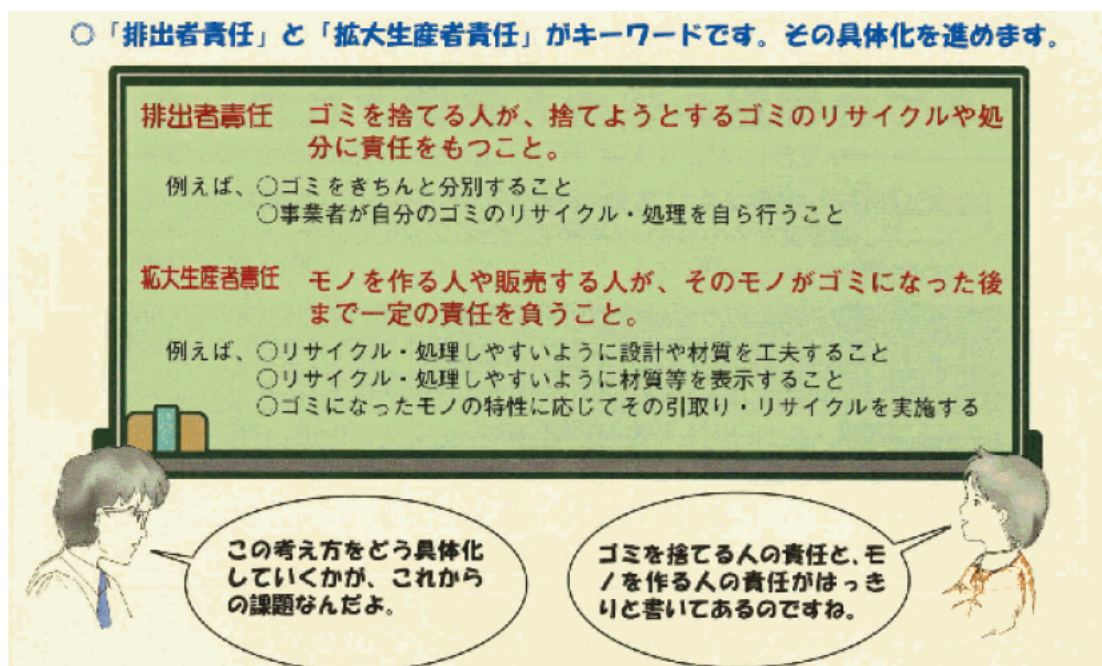 ○「排出者責任」と「拡大生産者責任」がキーワードです。その具体化を進めます。
排出者責任　ゴミを捨てる人が、捨てようとするゴミのリサイクルや処
分に責任をもつこと。
例えば、○ゴミをきちんと分別すること
○事業者が自分のゴミのリサイクル・処理を自ら行うこと
拡大生産者責任　モノを作る人や販売する人が、そのモノがゴミになった後
まで一定の責任を負うこと。
例えば、○リサイクル・処理しやすいように設計や材質を工夫すること
○リサイクル・処理しやすいように材質等を表示すること
○ゴミになったモノの特性に応じてその引取り・リサイクルを実施する
この考え方をどう具体化
していくかが、これから
の課題なんだよ。
ゴミを捨てる人の責任と、モ
ノを作る人の責任がはっき
りと書いてあるのですね。